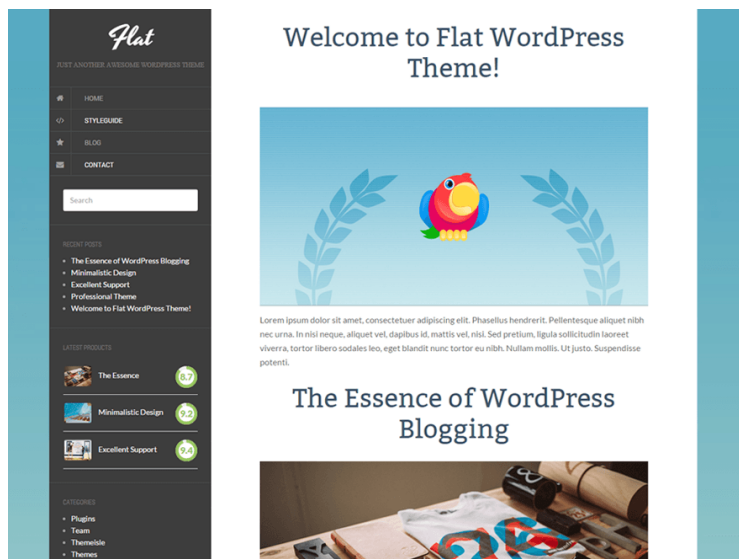 Flat
JUST ANOTHER AWESOME WORDPRESS THEME
HOME
STYLEGUIDE
BLOG
CONTACT
Search
RECENT POSTS
The Essence of WordPress Blogging
Minimalistic Design
Excellent Support
Professional Theme
Welcome to Flat WordPress Theme!
LATEST PRODUCTS
The Essence
8.7
Minimalistic Design
9.2
Excellent Support
9.4
CATEGORIES
Plugins
Team
Themeisle
Themes
Welcome to Flat WordPress
Theme!
Lorem ipsum dolor sit amet, consectetuer adipiscing elit. Phasellus hendrerit. Pellentesque aliquet nibh
nec urna. In nisi neque, aliquet vel, dapibus id, mattis vel, nisi. Sed pretium, ligula sollicitudin laoreet
viverra, tortor libero sodales leo, eget blandit nunc tortor eu nibh. Nullam mollis. Ut justo. Suspendisse
potenti.
The Essence of WordPress
Blogging